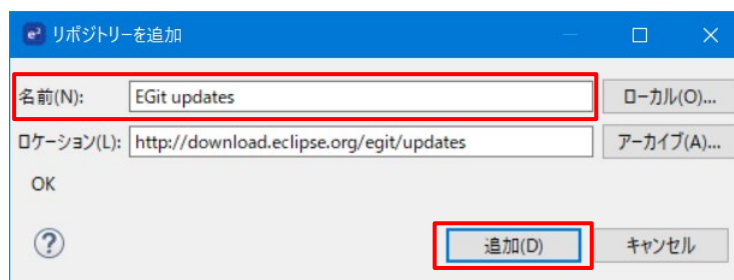 e² リポジトリーを追加
名前(N): EGit updates ローカル(O)...
ロケーション(L): http://download.eclipse.org/egit/updates アーカイブ(A)...
OK
? 追加(D) キャンセル